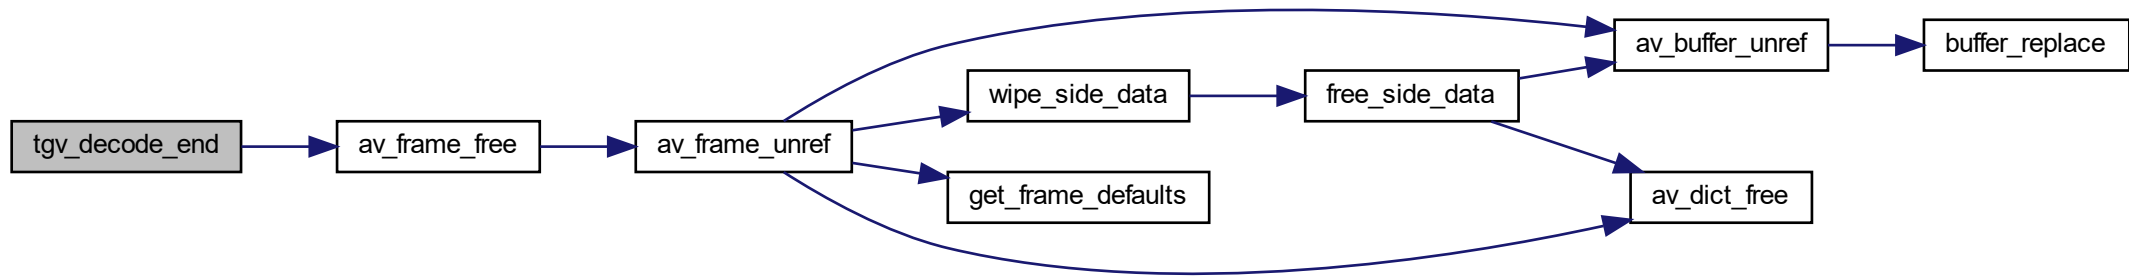 tgv_decode_end
av_frame_free
av_frame_unref
wipe_side_data
get_frame_defaults
free_side_data
av_buffer_unref
av_dict_free
buffer_replace